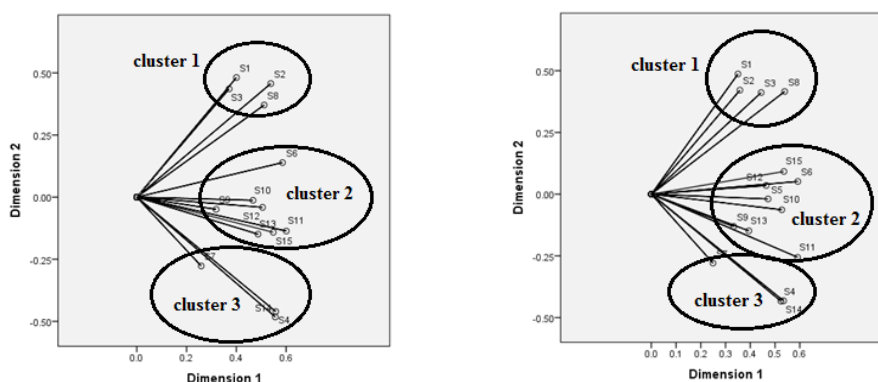 cluster 1
S1
S2
S3
S8
S6
cluster 2
S9
S10
S12
S13
S11
S15
cluster 3
S4
0.50
0.25
0.00
-0.25
-0.50
Dimension 2
0.0
0.2
0.4
0.6
Dimension 1
cluster 1
S1
S2
S3
S8
S15
S12
S6
S5
S10
S9
S13
cluster 2
S11
cluster 3
S4
S14
0.50
0.25
0.00
-0.25
-0.50
Dimension 2
0.0
0.1
0.2
0.3
0.4
0.5
0.6
Dimension 1